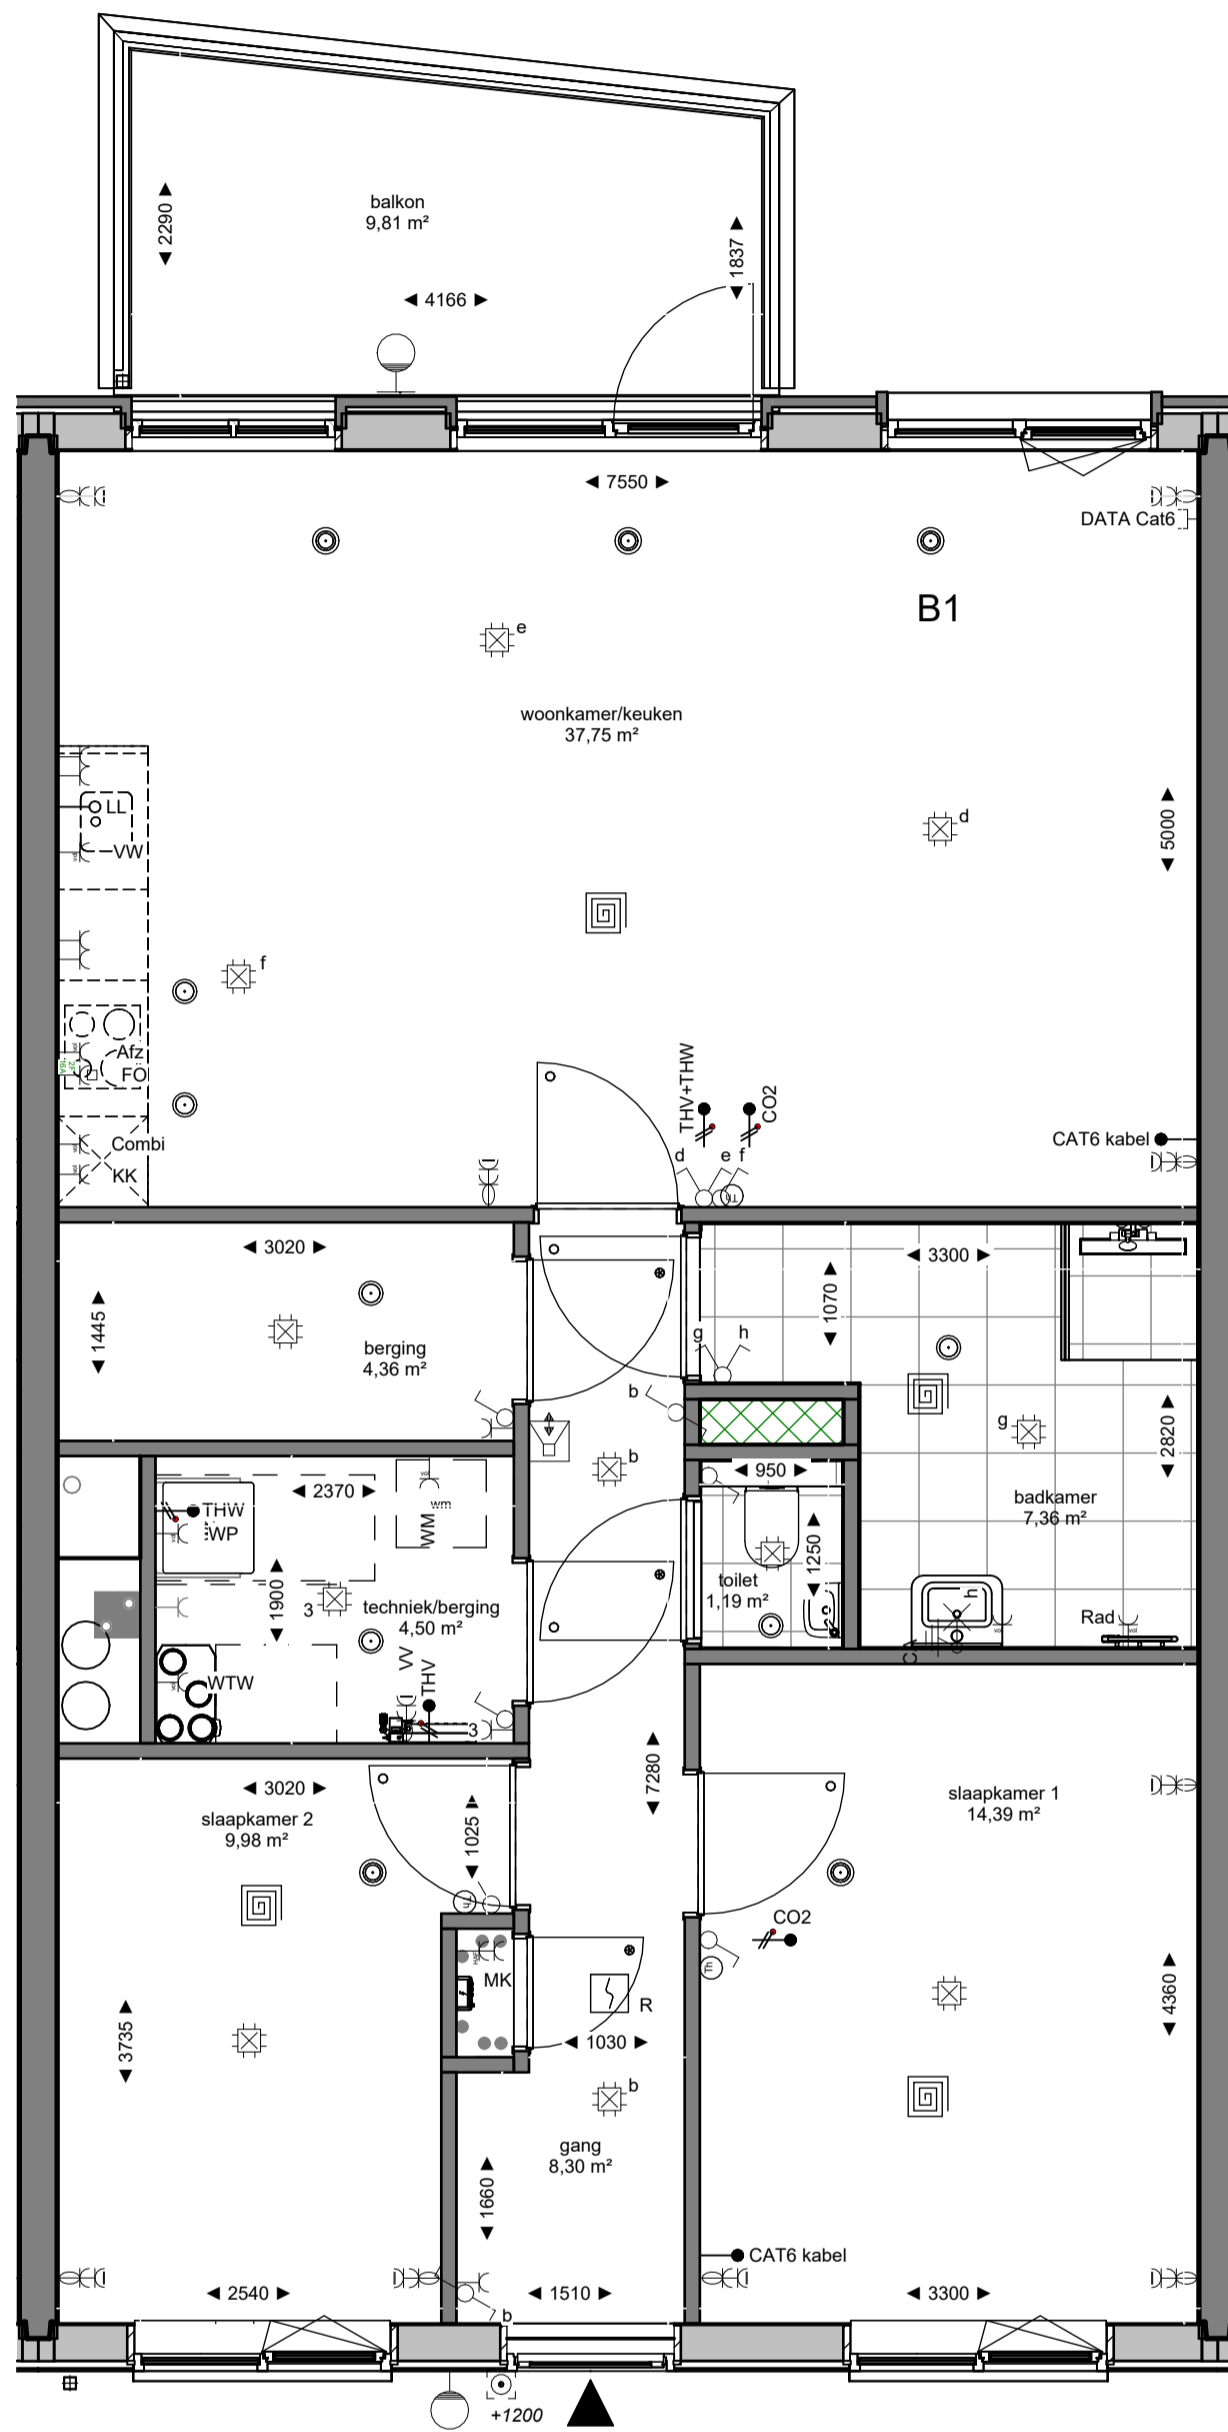 balkon
9,81 m²
2290
1837
4166
7550
DATA Cat6
B1
e
woonkamer/keuken
37,75 m²
LL
d
5000
VW
f
Afz
FO
THV+THW
CO2
Combi
KK
CAT6 kabel
d e f
3020
3300
1445
1070
berging
4,36 m²
g h
b
g
2820
2370
b
950
THW
WP
wm
WM
badkamer
7,36 m²
1900
1250
3
techniek/berging
4,50 m²
toilet
1,19 m²
h
Rad
WTW
VV
THV
3
7280
3020
slaapkamer 2
9,98 m²
1025
slaapkamer 1
14,39 m²
CO2
Th
MK
R
3735
1030
4360
b
gang
8,30 m²
1660
CAT6 kabel
2540
1510
3300
b
+1200